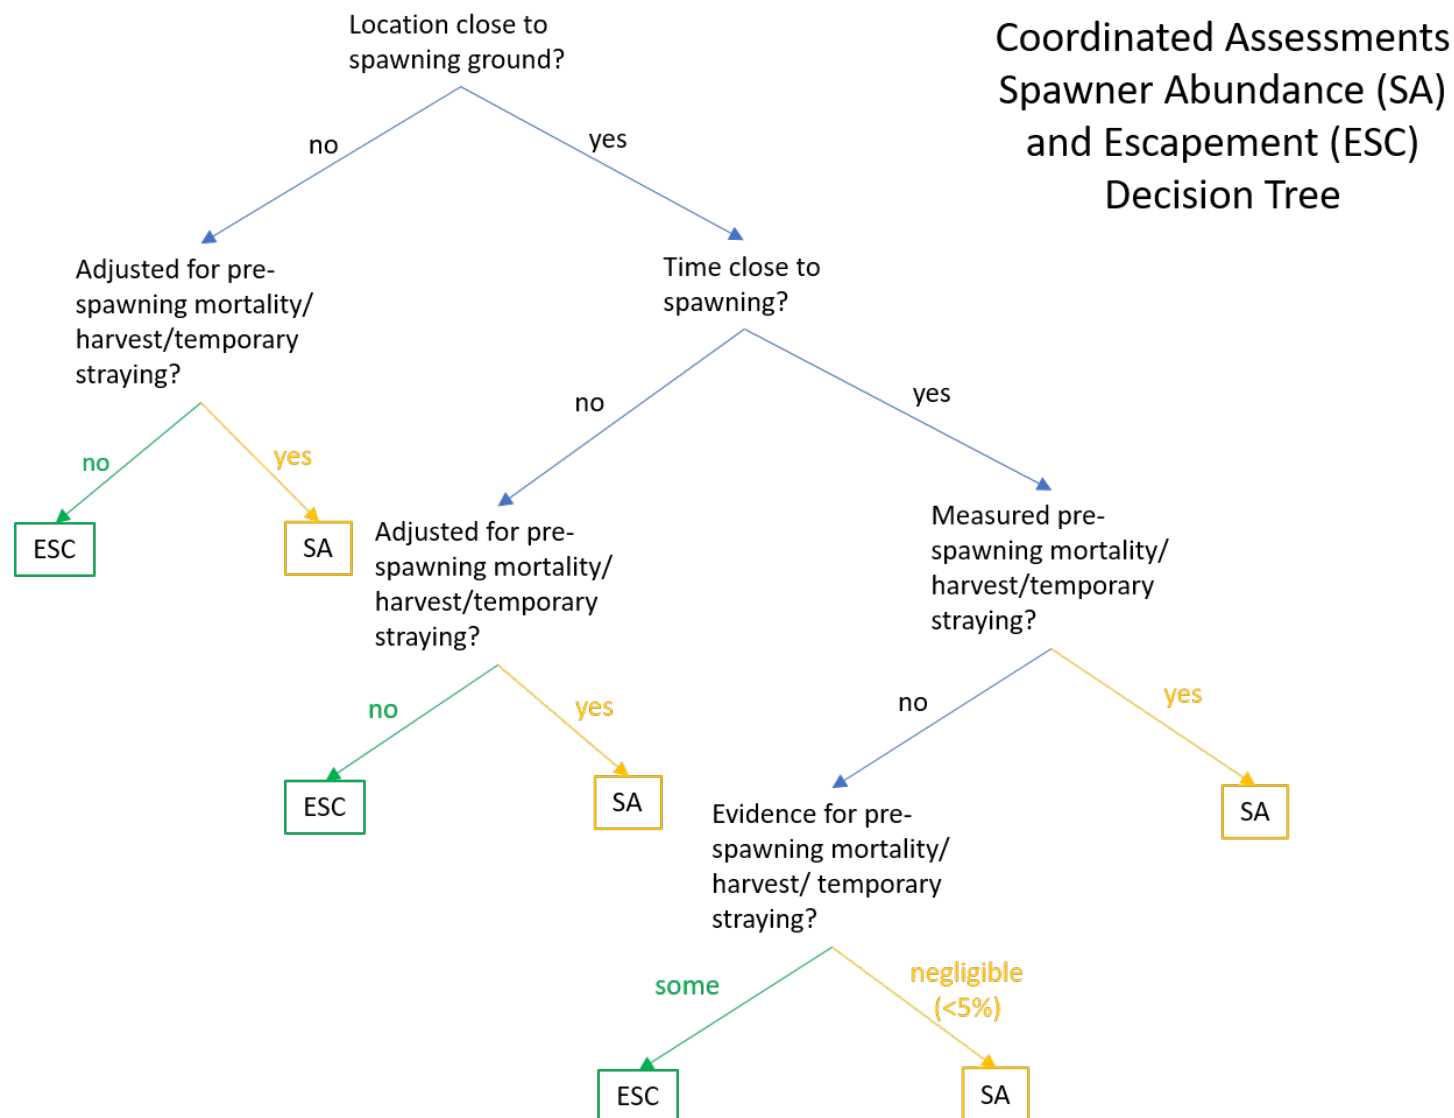 Coordinated Assessments
Spawner Abundance (SA)
and Escapement (ESC)
Decision Tree
Location close to
spawning ground?
no
yes
Adjusted for pre-
spawning mortality/
harvest/temporary
straying?
Time close to
spawning?
no
yes
ESC
SA
no
yes
Adjusted for pre-
spawning mortality/
harvest/temporary
straying?
Measured pre-
spawning mortality/
harvest/temporary
straying?
no
yes
ESC
SA
no
yes
Evidence for pre-
spawning mortality/
harvest/ temporary
straying?
SA
some
negligible
(<5%)
ESC
SA